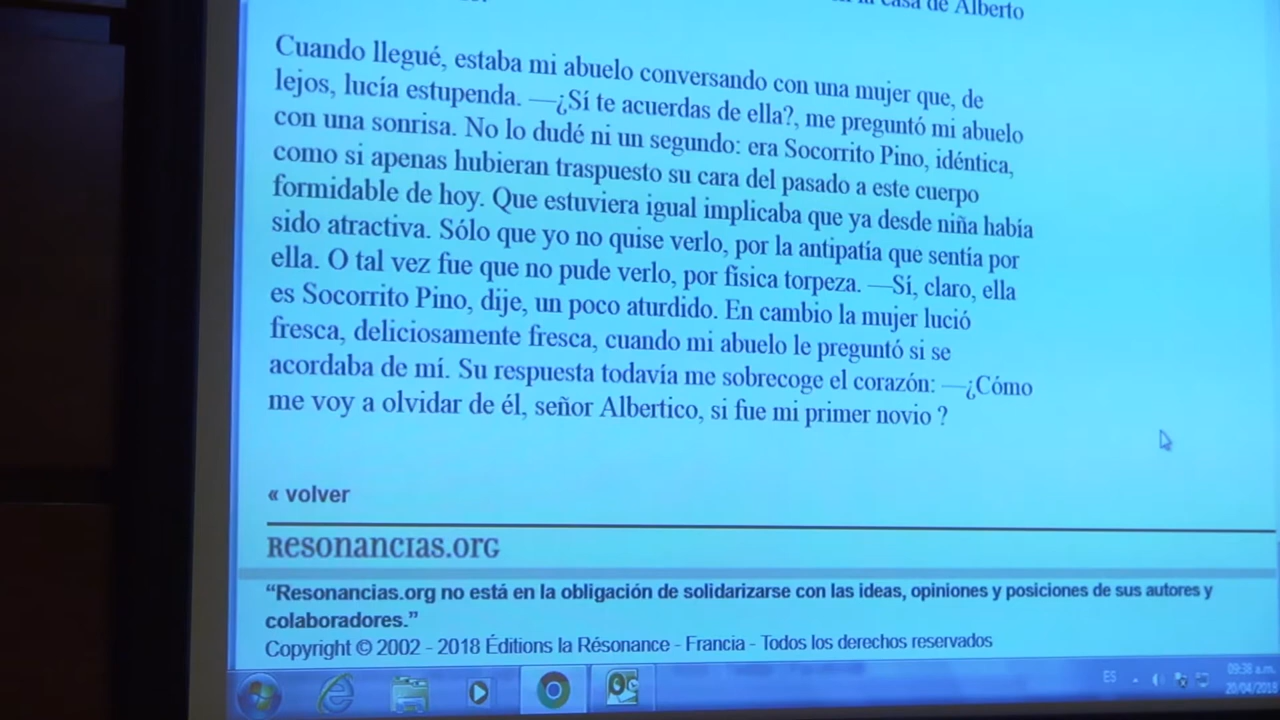 casa de Alberto
Cuando llegué, estaba mi abuelo conversando con una mujer que, de
lejos, lucía estupenda. —¿Sí te acuerdas de ella?, me preguntó mi abuelo
con una sonrisa. No lo dudé ni un segundo: era Socorrito Pino, idéntica,
como si apenas hubieran traspuesto su cara del pasado a este cuerpo
formidable de hoy. Que estuviera igual implicaba que ya desde niña había
sido atractiva. Sólo que yo no quise verlo, por la antipatía que sentía por
ella. O tal vez fue que no pude verlo, por física torpeza. —Sí, claro, ella
es Socorrito Pino, dije, un poco aturdido. En cambio la mujer lució
fresca, deliciosamente fresca, cuando mi abuelo le preguntó si se
acordaba de mí. Su respuesta todavía me sobrecoge el corazón: —¿Cómo
me voy a olvidar de él, señor Albertico, si fue mi primer novio ?
« volver
Resonancias.org
“Resonancias.org no está en la obligación de solidarizarse con las ideas, opiniones y posiciones de sus autores y
colaboradores.”
Copyright © 2002 - 2018 Éditions la Résonance - Francia - Todos los derechos reservados
ES
09:38 a.m.
20/04/2018